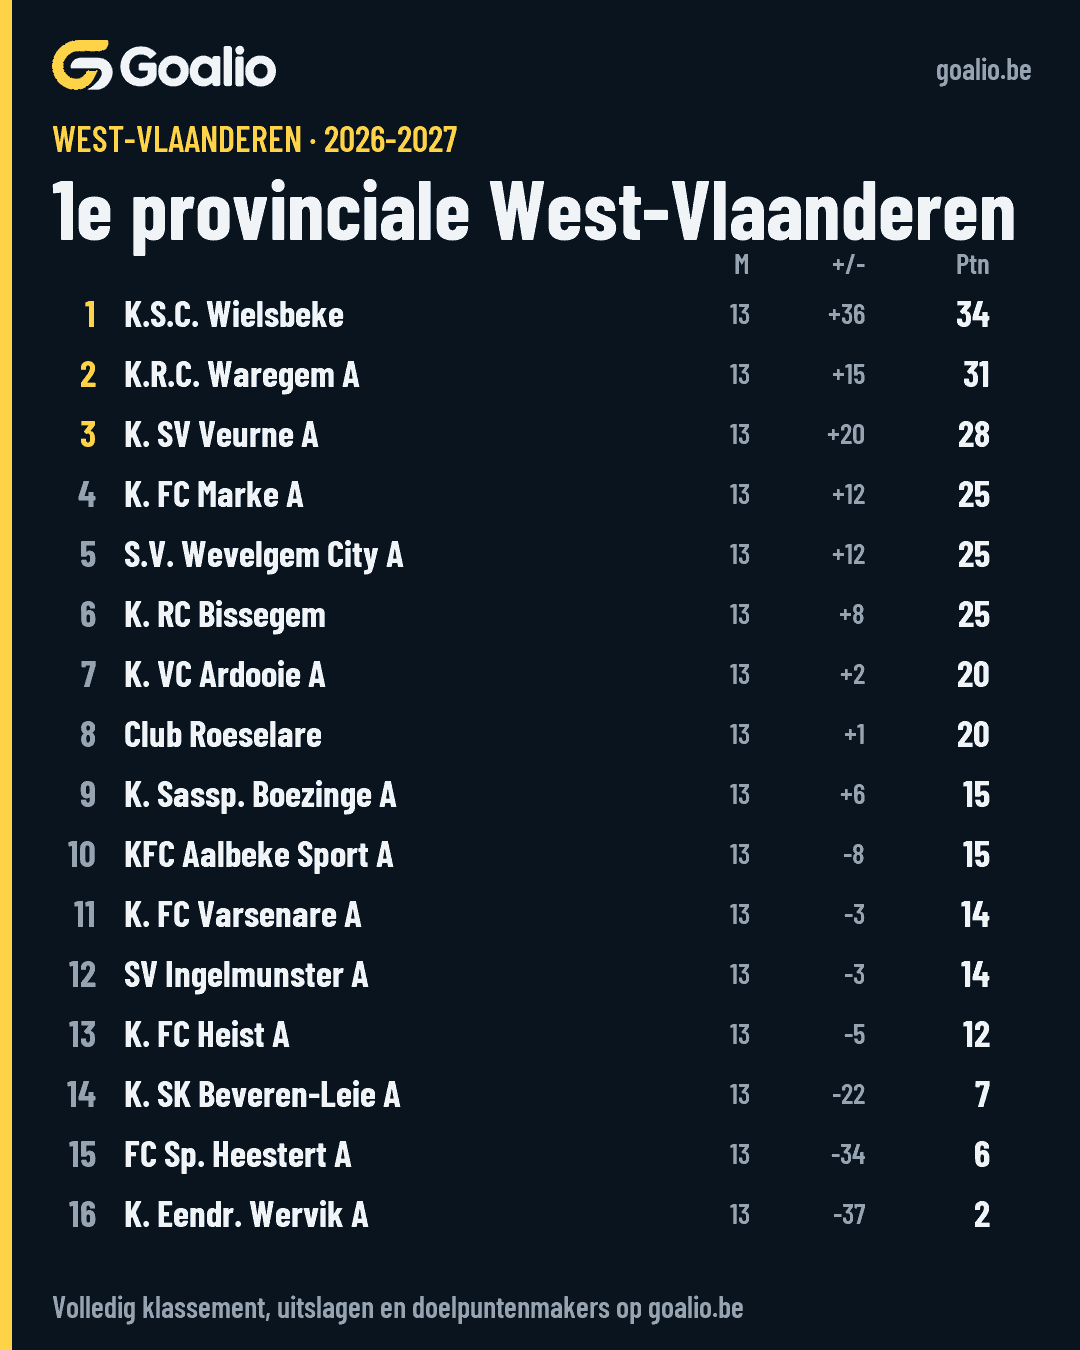 Goalio
goalio.be
WEST-VLAANDEREN · 2026-2027
1e provinciale West-Vlaanderen
M +/- Ptn
1 K.S.C. Wielsbeke 13 +36 34
2 K.R.C. Waregem A 13 +15 31
3 K. SV Veurne A 13 +20 28
4 K. FC Marke A 13 +12 25
5 S.V. Wevelgem City A 13 +12 25
6 K. RC Bissegem 13 +8 25
7 K. VC Ardooie A 13 +2 20
8 Club Roeselare 13 +1 20
9 K. Sassp. Boezinge A 13 +6 15
10 KFC Aalbeke Sport A 13 -8 15
11 K. FC Varsenare A 13 -3 14
12 SV Ingelmunster A 13 -3 14
13 K. FC Heist A 13 -5 12
14 K. SK Beveren-Leie A 13 -22 7
15 FC Sp. Heestert A 13 -34 6
16 K. Eendr. Wervik A 13 -37 2
Volledig klassement, uitslagen en doelpuntenmakers op goalio.be